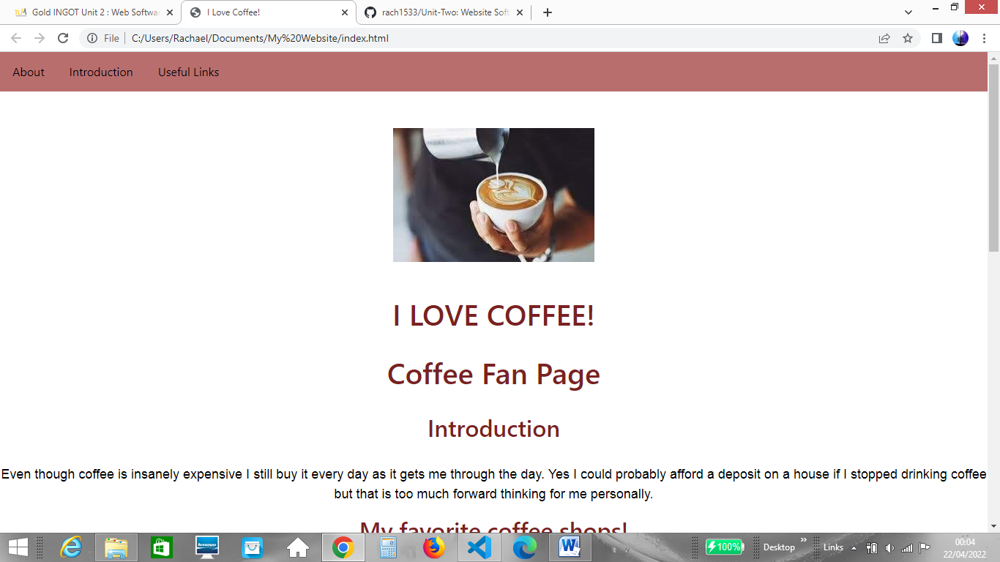 Gold INGOT Unit 2 : Web Softwar
I Love Coffee!
rach1533/Unit-Two: Website Soft
File
C:/Users/Rachael/Documents/My%20Website/index.html
About
Introduction
Useful Links
I LOVE COFFEE!
Coffee Fan Page
Introduction
Even though coffee is insanely expensive I still buy it every day as it gets me through the day. Yes I could probably afford a deposit on a house if I stopped drinking coffee
but that is too much forward thinking for me personally.
My favorite coffee shops!
lenovo
100%
Desktop
Links
00:04
22/04/2022